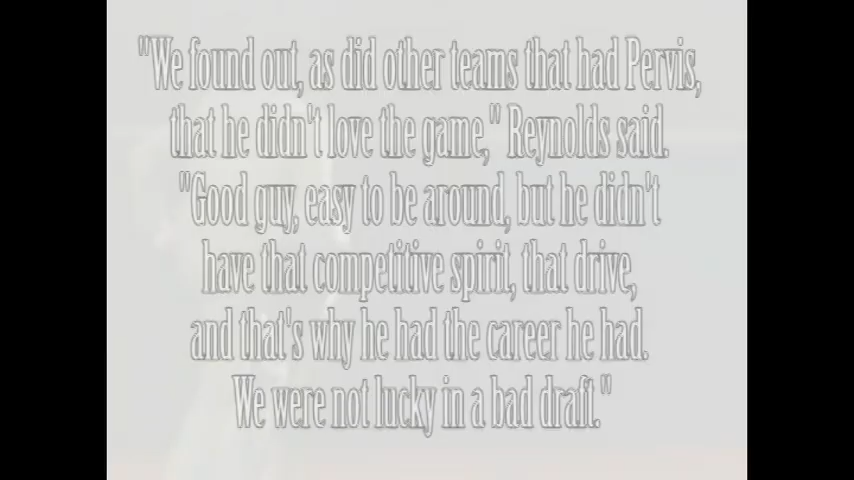 "We found out, as did other teams that had Pervis,
that he didn't love the game," Reynolds said.
"Good guy, easy to be around, but he didn't
have that competitive spirit, that drive,
and that's why he had the career he had.
We were not lucky in a bad draft."